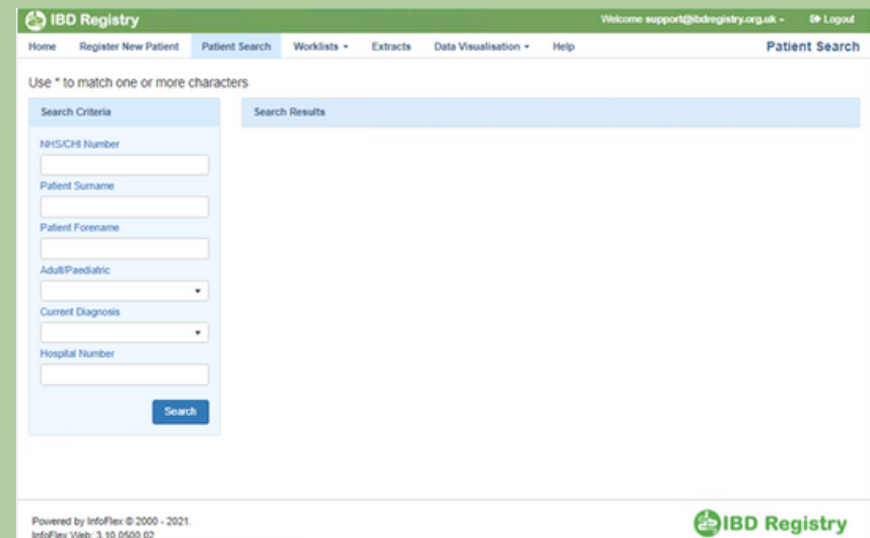 IBD Registry
Welcome support@ibdregistry.org.uk
Logout
Home Register New Patient Patient Search Worklists Extracts Data Visualisation Help Patient Search
Use * to match one or more characters
Search Criteria
Search Results
NHS/CHI Number
Patient Surname
Patient Forename
Adult/Paediatric
Current Diagnosis
Hospital Number
Search
Powered by InfoFlex © 2000 - 2021.
InfoFlex Web: 3.10.0500.02
IBD Registry